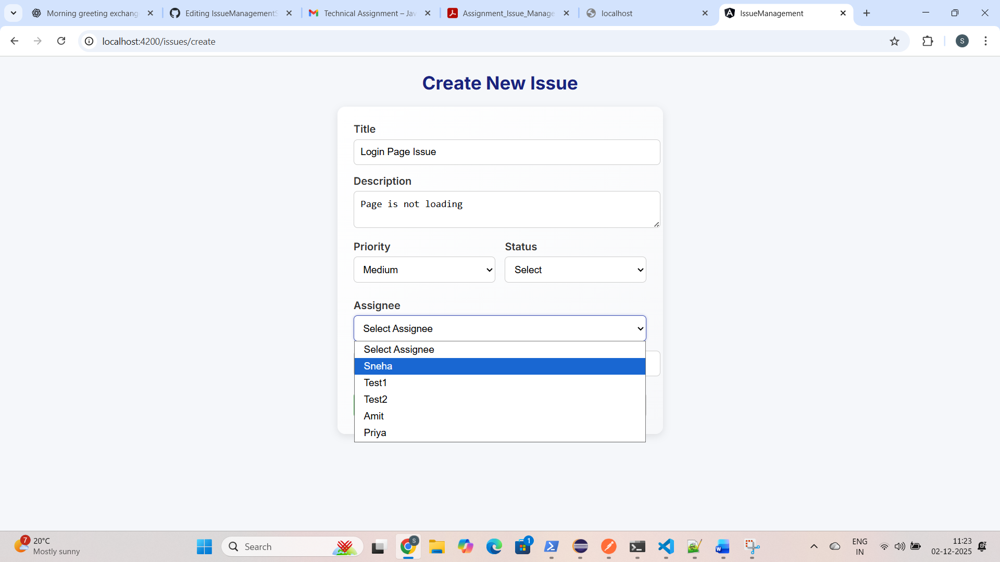 Morning greeting exchang
Editing IssueManagementS
Technical Assignment – Jav
Assignment_Issue_Manage
localhost
IssueManagement
localhost:4200/issues/create
S
Create New Issue
Title
Login Page Issue
Description
Page is not loading
Priority
Status
Medium
Select
Assignee
Select Assignee
Select Assignee
Sneha
Test1
Test2
Amit
Priya
7
20°C
Mostly sunny
Search
S
1
ENG
IN
11:23
02-12-2025